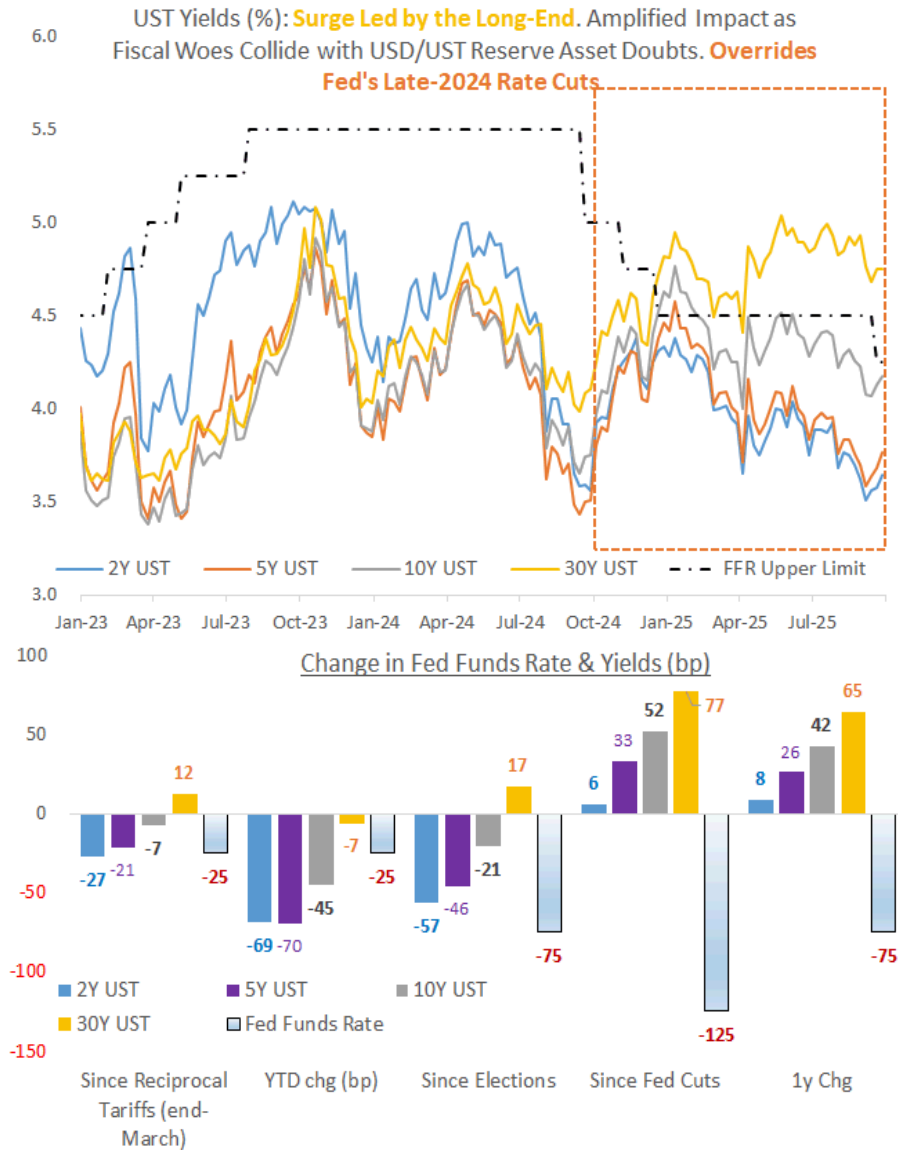 UST Yields (%): Surge Led by the Long-End. Amplified Impact as
Fiscal Woes Collide with USD/UST Reserve Asset Doubts. Overrides
Fed's Late-2024 Rate Cuts
6.0
5.5
5.0
4.5
4.0
3.5
3.0
2Y UST 5Y UST 10Y UST 30Y UST FFR Upper Limit
Jan-23 Apr-23 Jul-23 Oct-23 Jan-24 Apr-24 Jul-24 Oct-24 Jan-25 Apr-25 Jul-25
Change in Fed Funds Rate & Yields (bp)
100
50
0
-50
-100
-150
-27 -21 -7 12 -25
-69 -70 -45 -7 -25
-57 -46 -21 17 -75
6 33 52 77 -125
8 26 42 65 -75
2Y UST 5Y UST 10Y UST
30Y UST Fed Funds Rate
Since Reciprocal
Tariffs (end-
March)
YTD chg (bp)
Since Elections
Since Fed Cuts
1y Chg